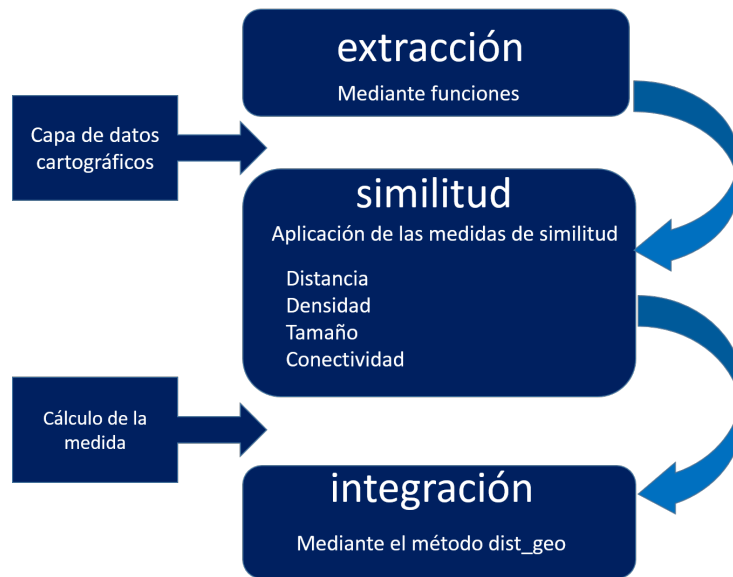 extracción
Mediante funciones
Capa de datos
cartográficos
similitud
Aplicación de las medidas de similitud
Distancia
Densidad
Tamaño
Conectividad
Cálculo de la
medida
integración
Mediante el método dist_geo